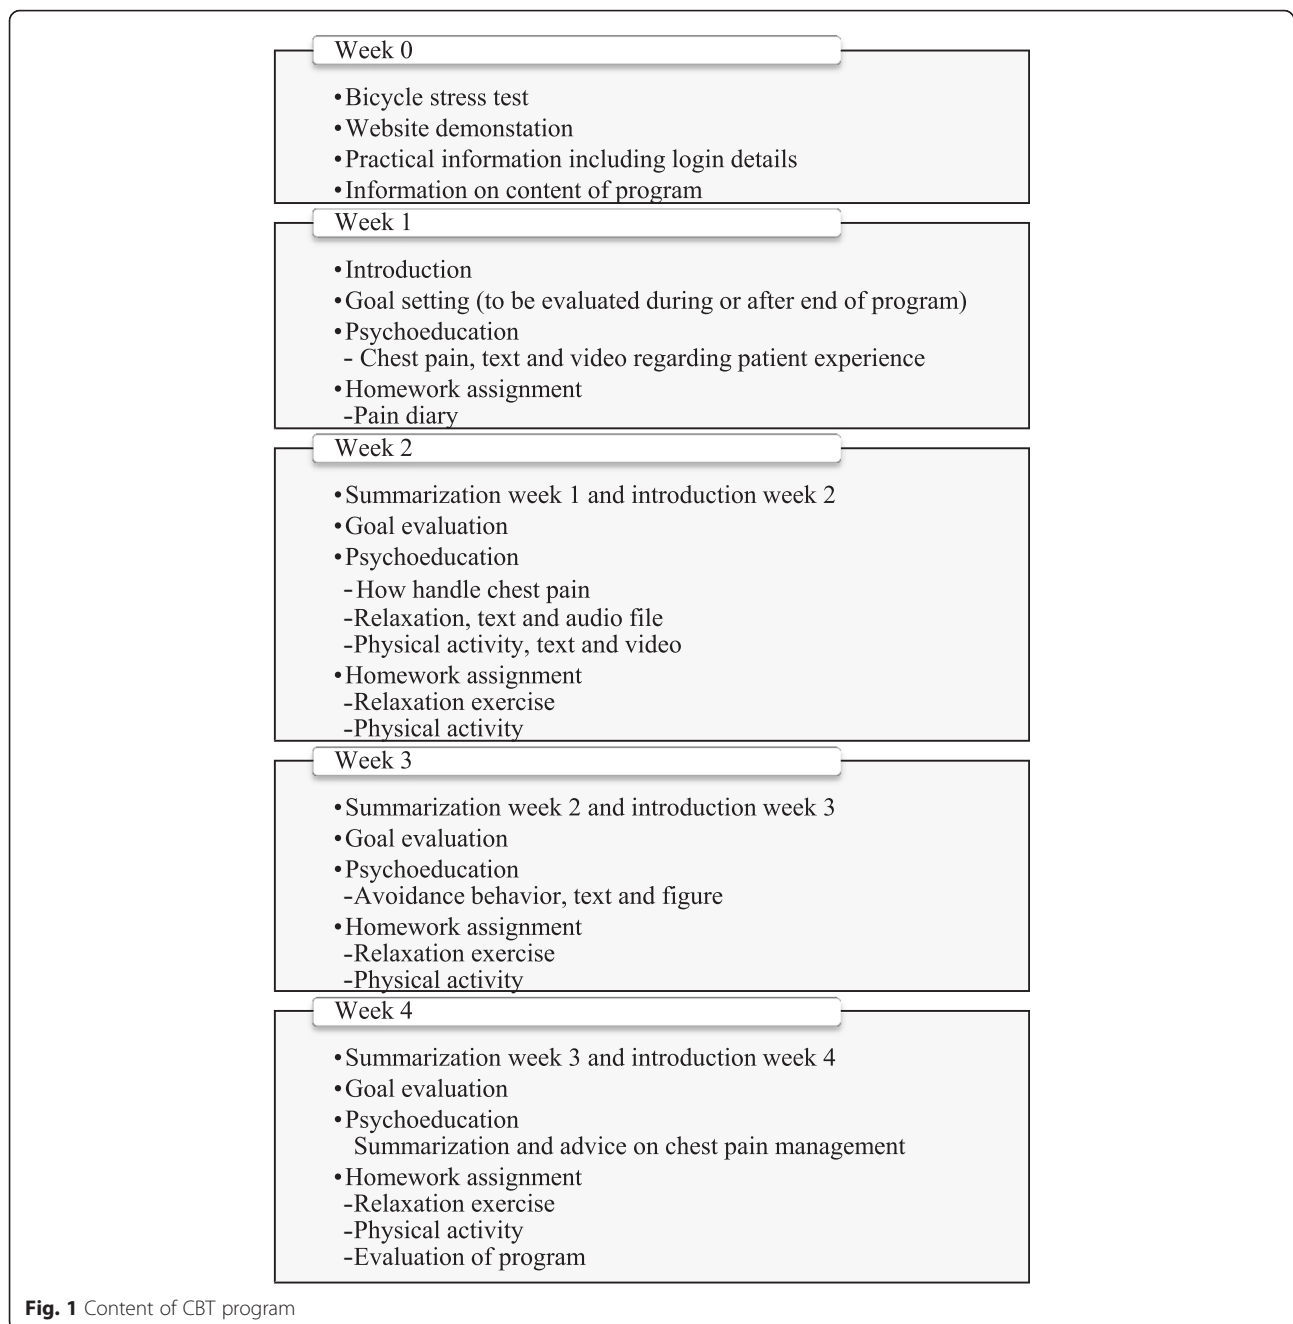 Week 0
•Bicycle stress test
•Website demonstation
•Practical information including login details
•Information on content of program
Week 1
•Introduction
•Goal setting (to be evaluated during or after end of program)
•Psychoeducation
- Chest pain, text and video regarding patient experience
•Homework assignment
-Pain diary
Week 2
•Summarization week 1 and introduction week 2
•Goal evaluation
•Psychoeducation
-How handle chest pain
-Relaxation, text and audio file
-Physical activity, text and video
•Homework assignment
-Relaxation exercise
-Physical activity
Week 3
•Summarization week 2 and introduction week 3
•Goal evaluation
•Psychoeducation
-Avoidance behavior, text and figure
•Homework assignment
-Relaxation exercise
-Physical activity
Week 4
•Summarization week 3 and introduction week 4
•Goal evaluation
•Psychoeducation
Summarization and advice on chest pain management
•Homework assignment
-Relaxation exercise
-Physical activity
-Evaluation of program
Fig. 1 Content of CBT program